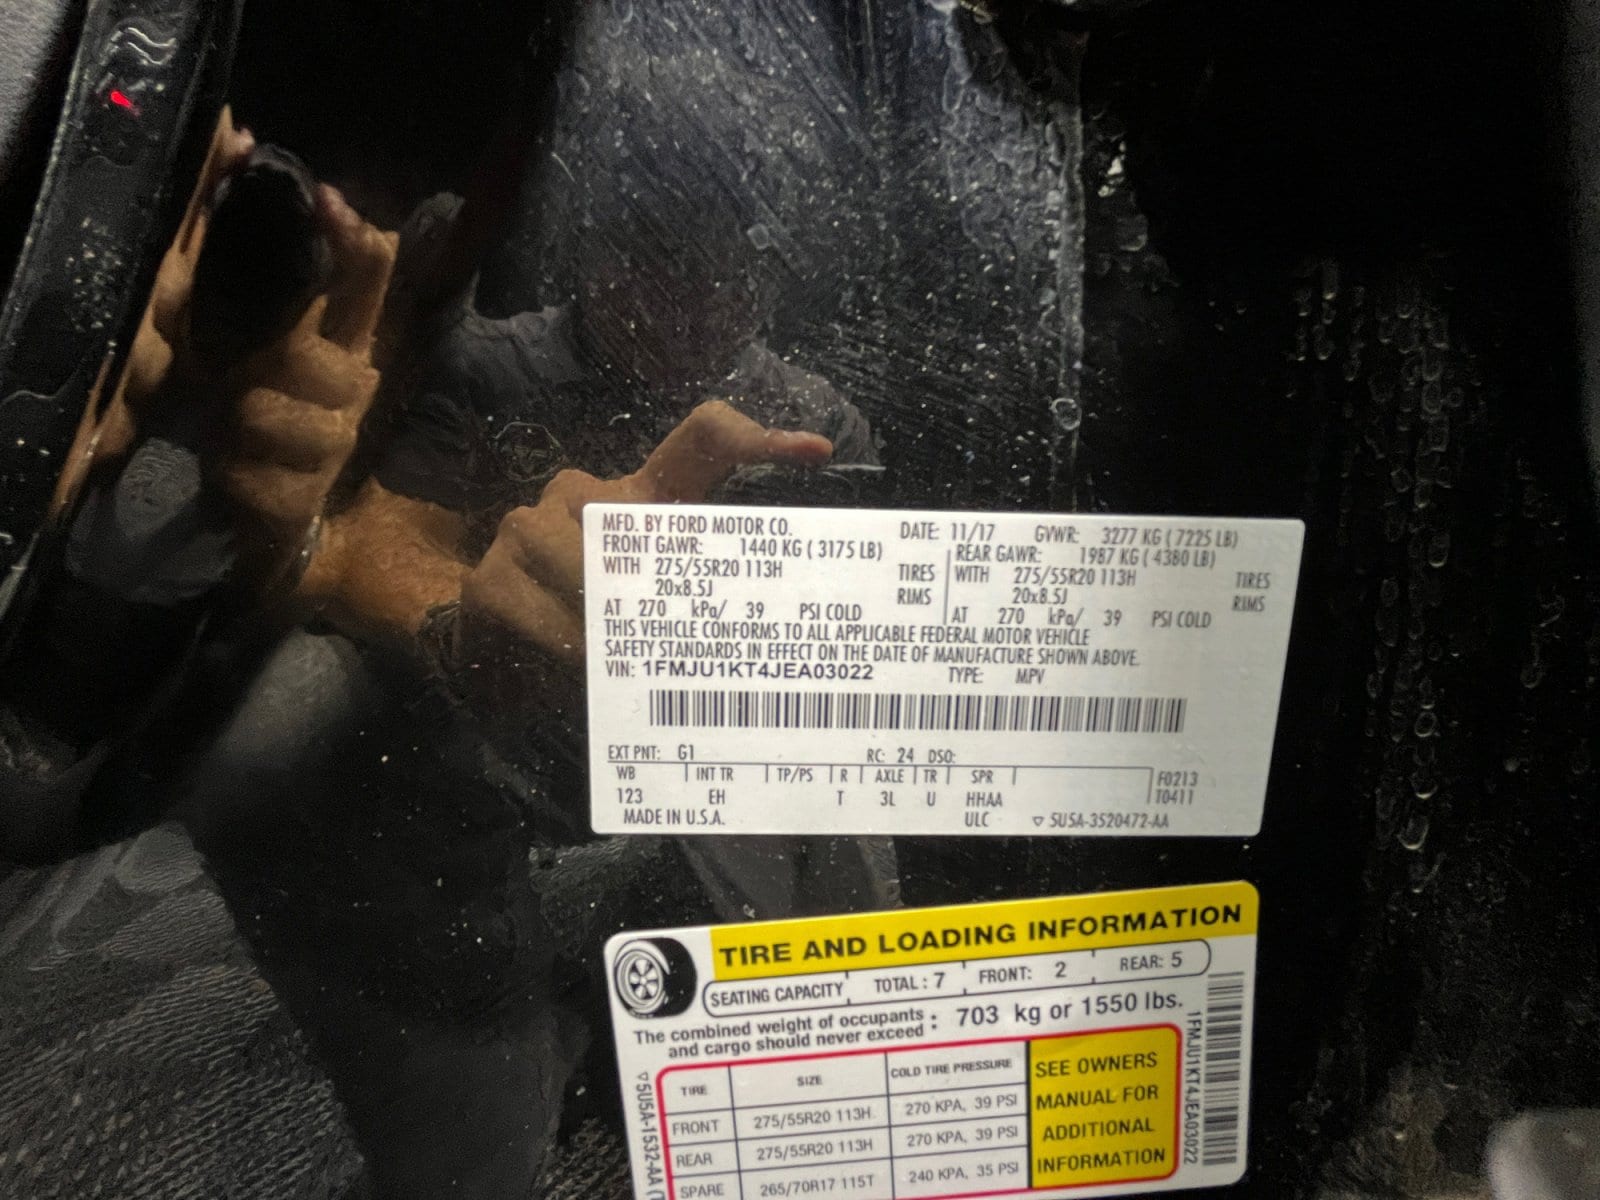 MFD. BY FORD MOTOR CO. DATE: 11/17 GVWR: 3277 KG ( 7225 LB)
FRONT GAWR: 1440 KG ( 3175 LB) REAR GAWR: 1987 KG ( 4380 LB)
WITH 275/55R20 113H TIRES WITH 275/55R20 113H TIRES
20x8.5J RIMS 20x8.5J RIMS
AT 270 kPa/ 39 PSI COLD AT 270 kPa/ 39 PSI COLD
THIS VEHICLE CONFORMS TO ALL APPLICABLE FEDERAL MOTOR VEHICLE
SAFETY STANDARDS IN EFFECT ON THE DATE OF MANUFACTURE SHOWN ABOVE.
VIN: 1FMJU1KT4JEA03022 TYPE: MPV
EXT PNT: G1 RC: 24 DSO:
WB INT TR TP/PS R AXLE TR SPR F0213
123 EH T 3L U HHAA T0411
MADE IN U.S.A. ULC ▽ 5U5A-3520472-AA
TIRE AND LOADING INFORMATION
SEATING CAPACITY TOTAL : 7 FRONT: 2 REAR: 5
The combined weight of occupants
and cargo should never exceed : 703 kg or 1550 lbs.
TIRE SIZE COLD TIRE PRESSURE
FRONT 275/55R20 113H 270 KPA, 39 PSI
REAR 275/55R20 113H 270 KPA, 39 PSI
SPARE 265/70R17 115T 240 KPA, 35 PSI
SEE OWNERS
MANUAL FOR
ADDITIONAL
INFORMATION
1FMJU1KT4JEA03022
▽5U5A-1532-AA